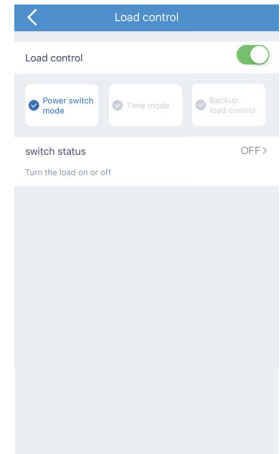 Load control
Load control
Power switch
mode
Time mode
Backup
load control
switch status OFF>
Turn the load on or off